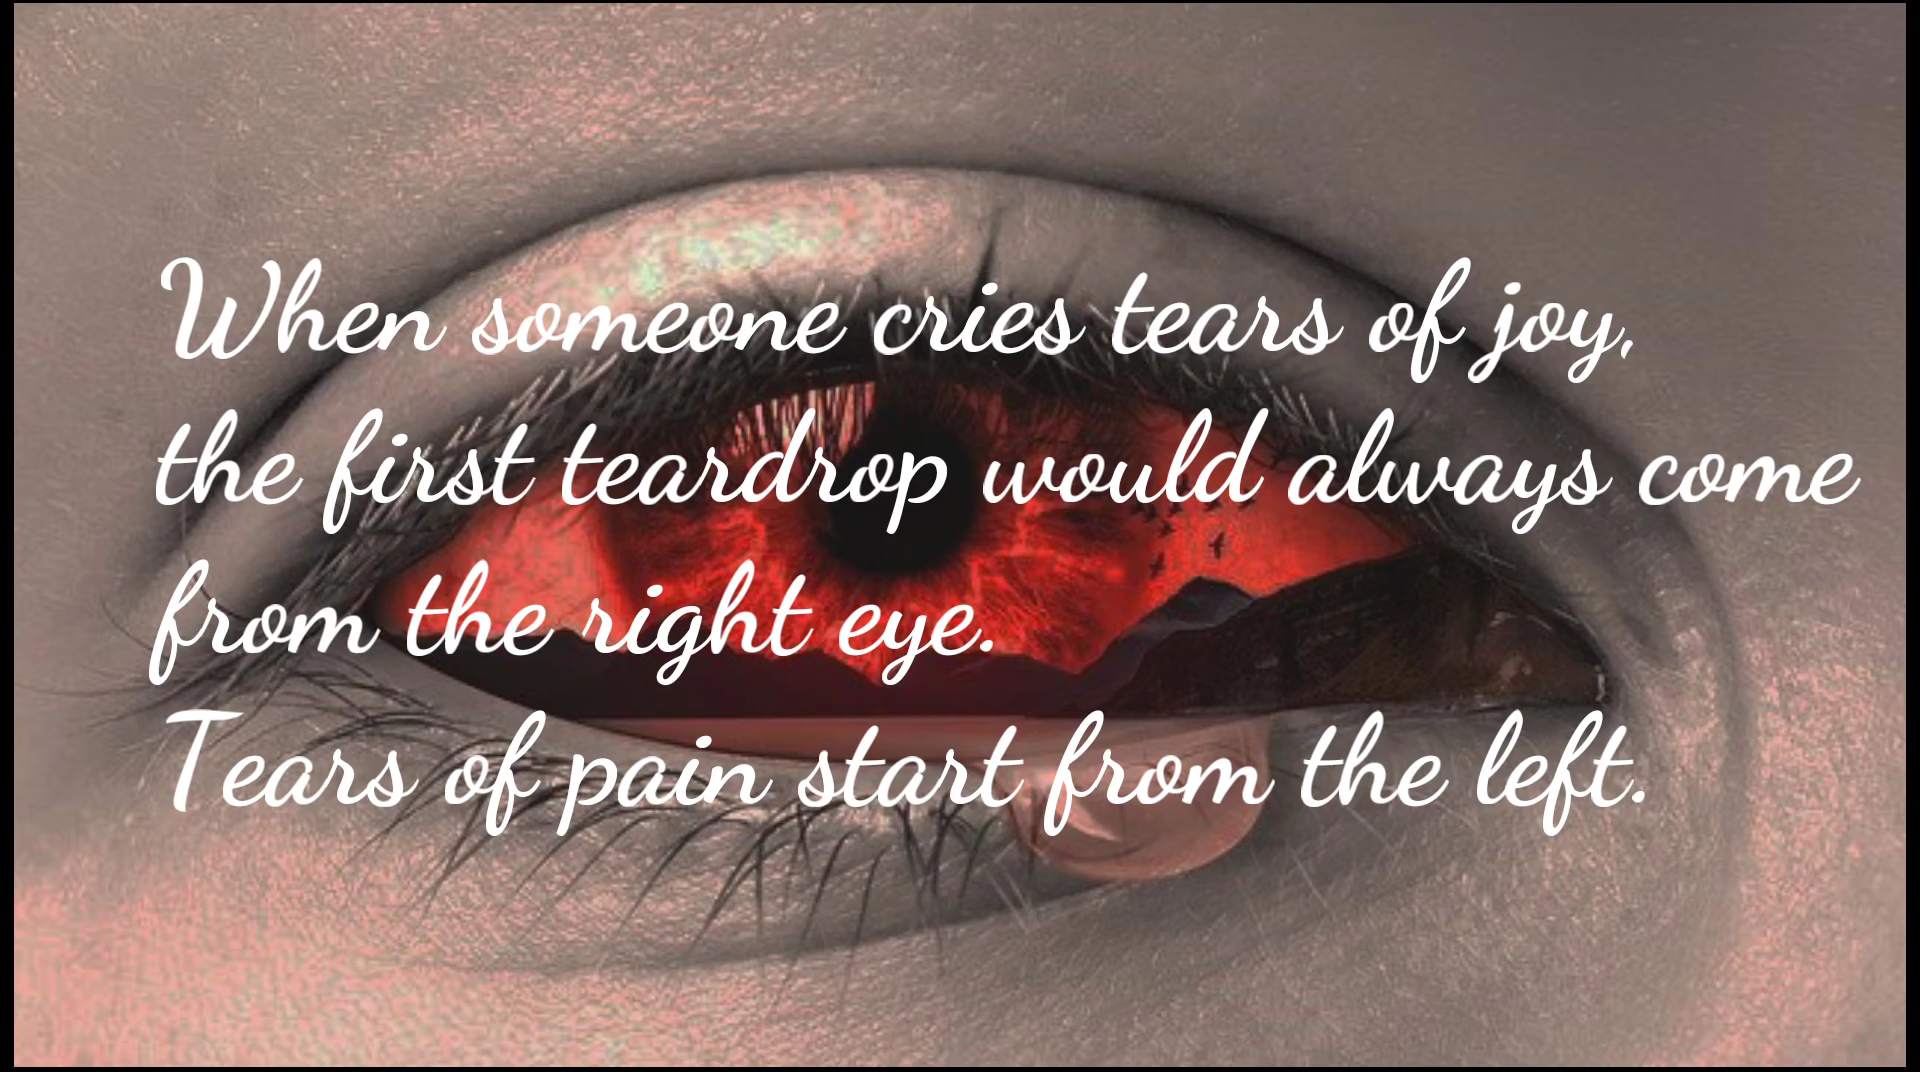 When someone cries tears of joy,
the first teardrop would always come
from the right eye.
Tears of pain start from the left.